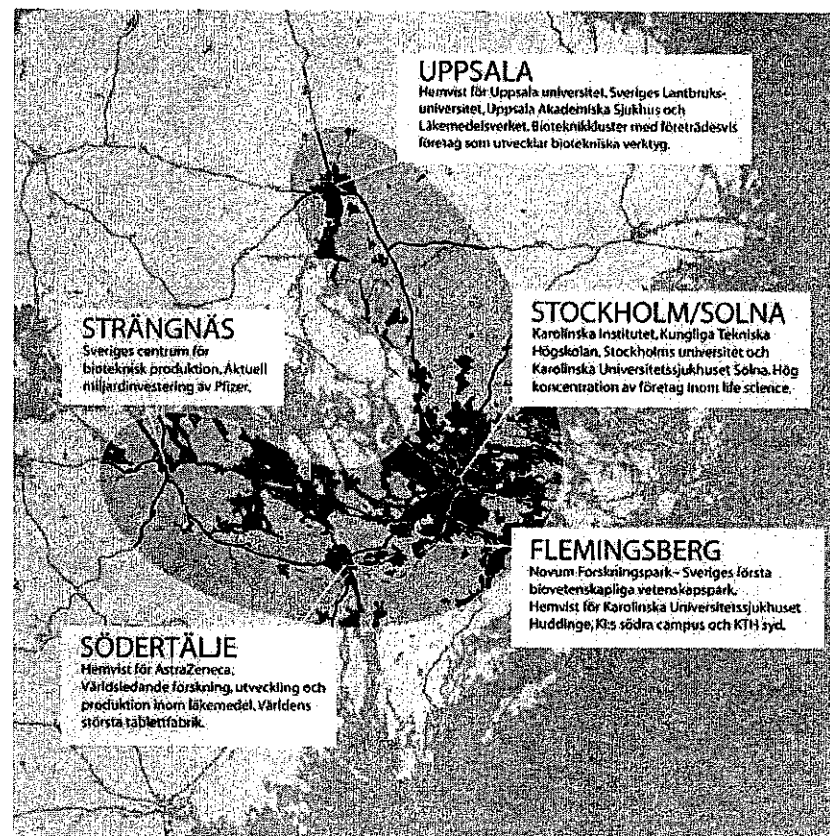 UPPSALA
Hemvist för Uppsala universitet, Sveriges Lantbruks-
universitet, Uppsala Akademiska Sjukhus och
Läkemedelsverket. Bioteknikkluster med företrädesvis
företag som utvecklar biotekniska verktyg.
STRÄNGNÄS
Sveriges centrum för
bioteknisk produktion. Aktuell
miljardinvestering av Pfizer.
STOCKHOLM/SOLNA
Karolinska Institutet, Kungliga Tekniska
Högskolan, Stockholms universitet och
Karolinska Universitetssjukhuset Solna. Hög
koncentration av företag inom life science.
FLEMINGSBERG
Novum Forskningspark – Sveriges första
biovetenskapliga vetenskapspark.
Hemvist för Karolinska Universitetssjukhuset
Huddinge, KI:s södra campus och KTH syd.
SÖDERTÄLJE
Hemvist för AstraZeneca.
Världsledande forskning, utveckling och
produktion inom läkemedel. Världens
största tablettfabrik.